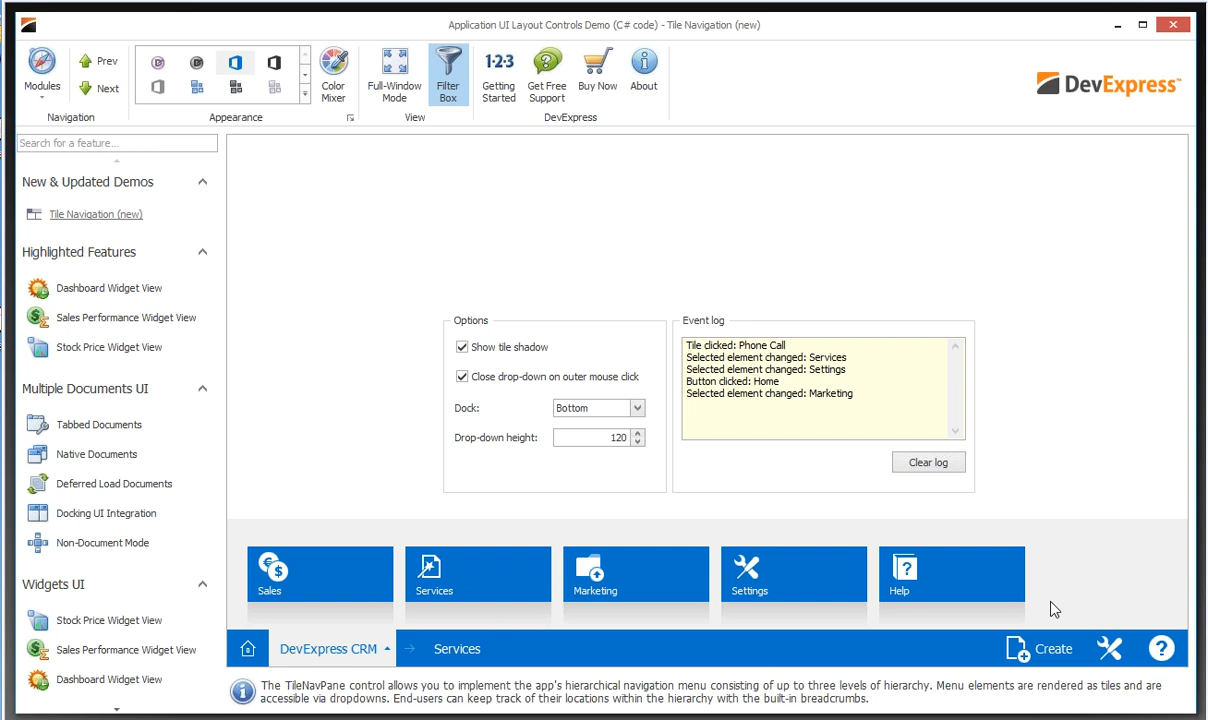 Application UI Layout Controls Demo (C# code) - Tile Navigation (new)
Modules
Prev
Next
Navigation
Appearance
Color
Mixer
Full-Window
Mode
Filter
Box
View
1·2·3
Getting
Started
Get Free
Support
Buy Now
About
DevExpress
DevExpress
Search for a feature...
New & Updated Demos
Tile Navigation (new)
Highlighted Features
Dashboard Widget View
Sales Performance Widget View
Stock Price Widget View
Multiple Documents UI
Tabbed Documents
Native Documents
Deferred Load Documents
Docking UI Integration
Non-Document Mode
Widgets UI
Stock Price Widget View
Sales Performance Widget View
Dashboard Widget View
Options
Show tile shadow
Close drop-down on outer mouse click
Dock: Bottom
Drop-down height: 120
Event log
Tile clicked: Phone Call
Selected element changed: Services
Selected element changed: Settings
Button clicked: Home
Selected element changed: Marketing
Clear log
Sales
Services
Marketing
Settings
Help
DevExpress CRM
Services
Create
The TileNavPane control allows you to implement the app's hierarchical navigation menu consisting of up to three levels of hierarchy. Menu elements are rendered as tiles and are
accessible via dropdowns. End-users can keep track of their locations within the hierarchy with the built-in breadcrumbs.